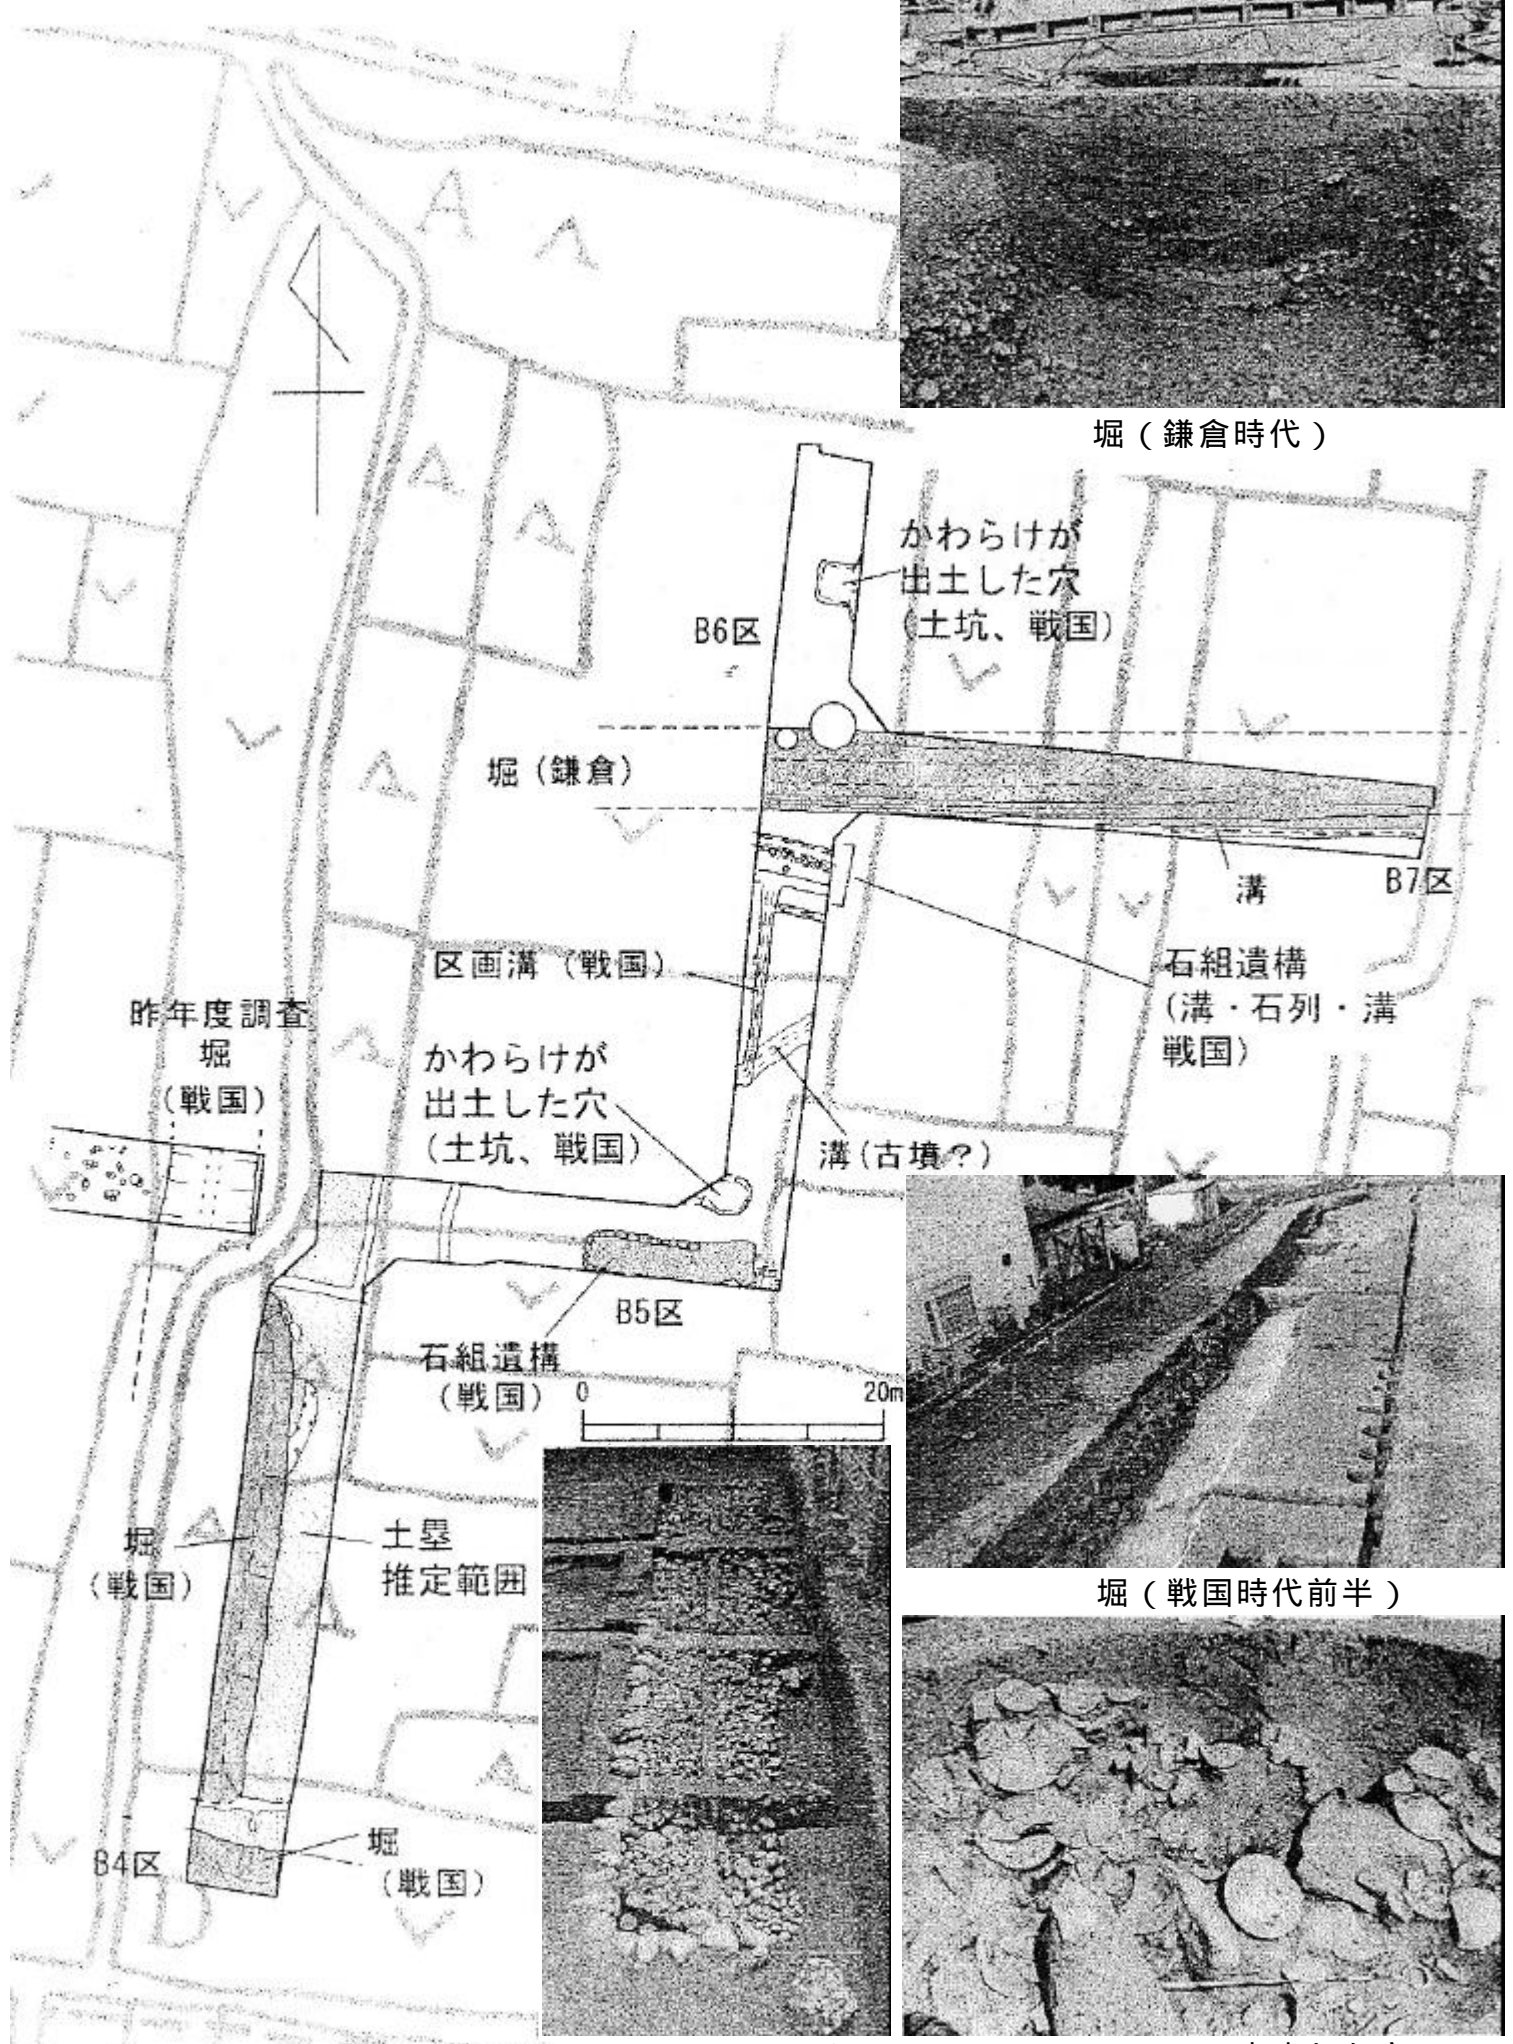 堀（鎌倉時代）
かわらけが
出土した穴
(土坑、戦国)
B6区
堀(鎌倉)
溝
B7区
石組遺構
(溝・石列・溝
戦国)
区画溝 (戦国)
昨年度調査
堀
(戦国)
かわらけが
出土した穴
(土坑、戦国)
溝(古墳?)
B5区
石組遺構
(戦国)
0 20m
堀（戦国時代前半）
堀
(戦国)
土塁
推定範囲
B4区
堀
(戦国)